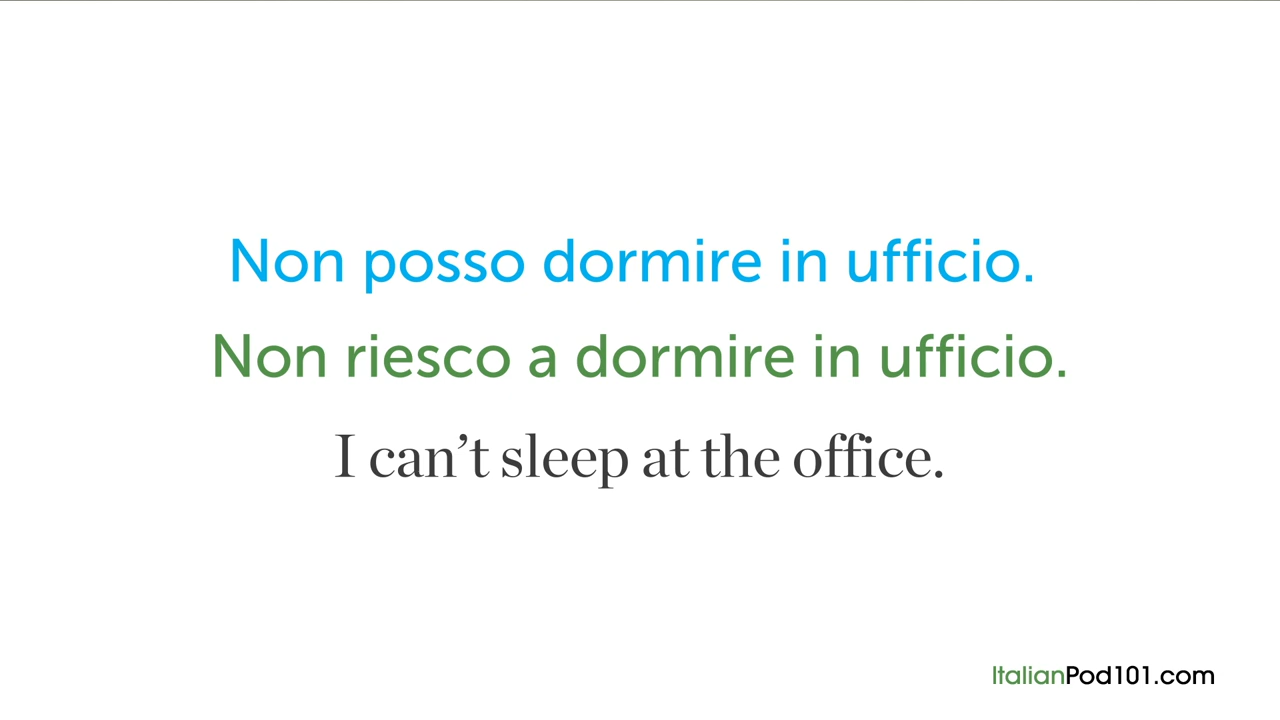 Non posso dormire in ufficio.
Non riesco a dormire in ufficio.
I can’t sleep at the office.
ItalianPod101.com